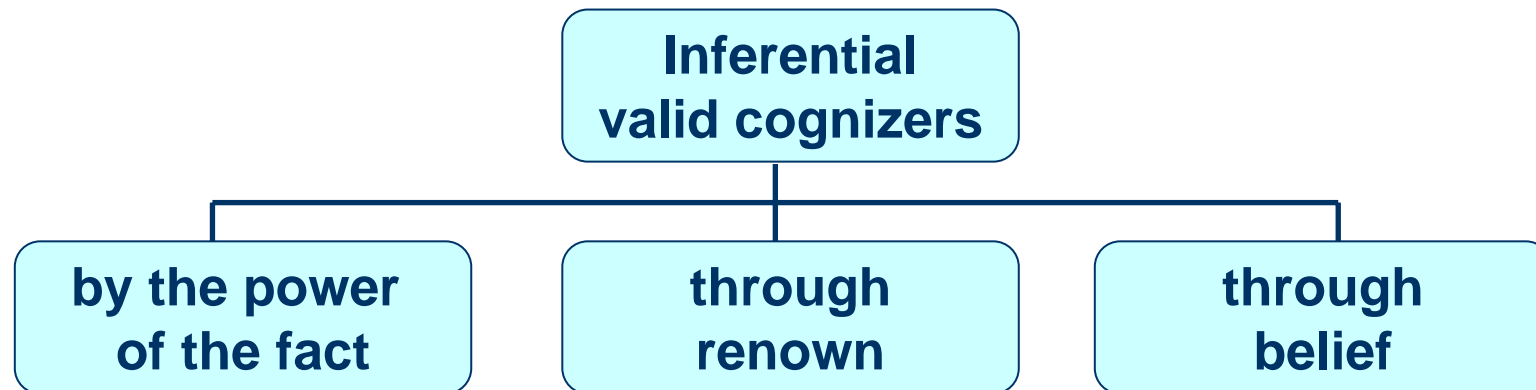 Inferential
valid cognizers
by the power
of the fact
through
renown
through
belief